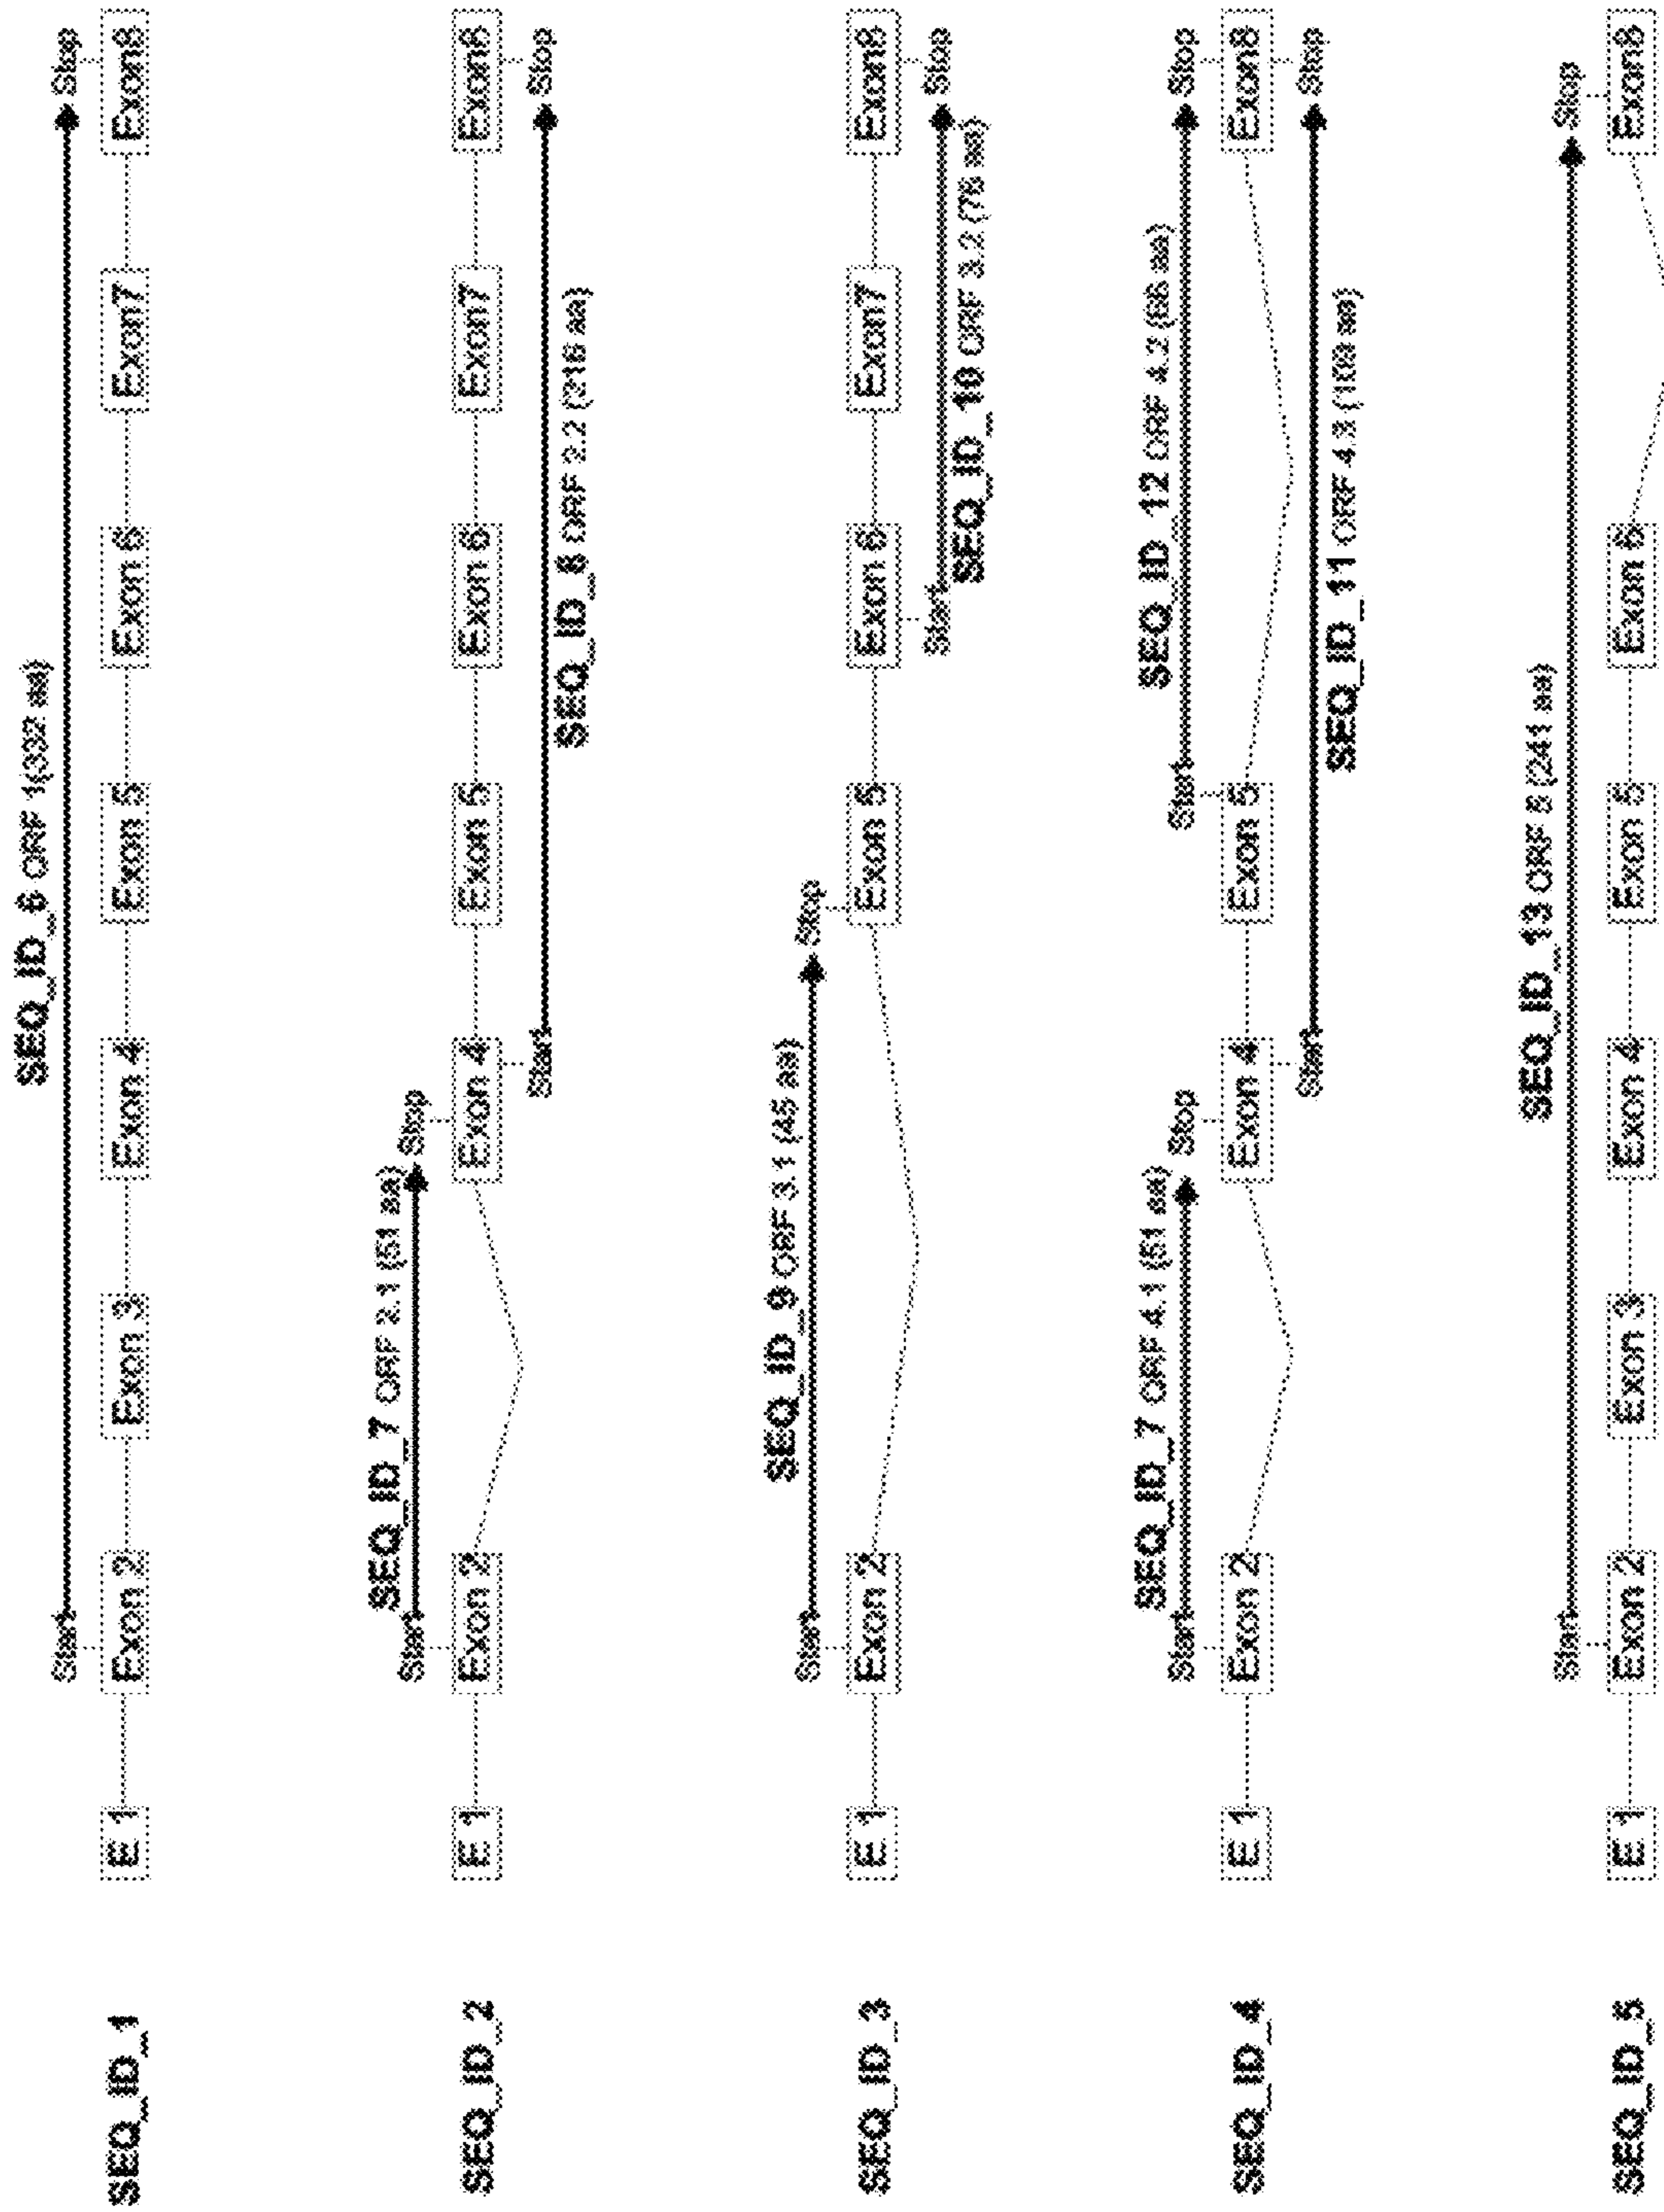 SEQ_ID_6 ORF 1(332 aa)
Start
Stop
SEQ_ID_1
E 1
Exon 2
Exon 3
Exon 4
Exon 5
Exon 6
Exon7
Exon8
SEQ_ID_7 ORF 2.1 (51 aa)
Start
Stop
SEQ_ID_2
E 1
Exon 2
Exon 4
Exon 5
Exon 6
Exon7
Exon8
Start
Stop
SEQ_ID_8 ORF 2.2 (216 aa)
SEQ_ID_9 ORF 3.1 (45 aa)
Start
Stop
SEQ_ID_3
E 1
Exon 2
Exon 5
Exon 6
Exon7
Exon8
Start
Stop
SEQ_ID_10 ORF 3.2 (76 aa)
SEQ_ID_7 ORF 4.1 (51 aa)
SEQ_ID_12 ORF 4.2 (66 aa)
Start
Stop
Start
Stop
SEQ_ID_4
E 1
Exon 2
Exon 4
Exon 5
Exon8
Start
Stop
SEQ_ID_11 ORF 4.3 (109 aa)
SEQ_ID_13 ORF 5 (241 aa)
Start
Stop
SEQ_ID_5
E 1
Exon 2
Exon 3
Exon 4
Exon 5
Exon 6
Exon8